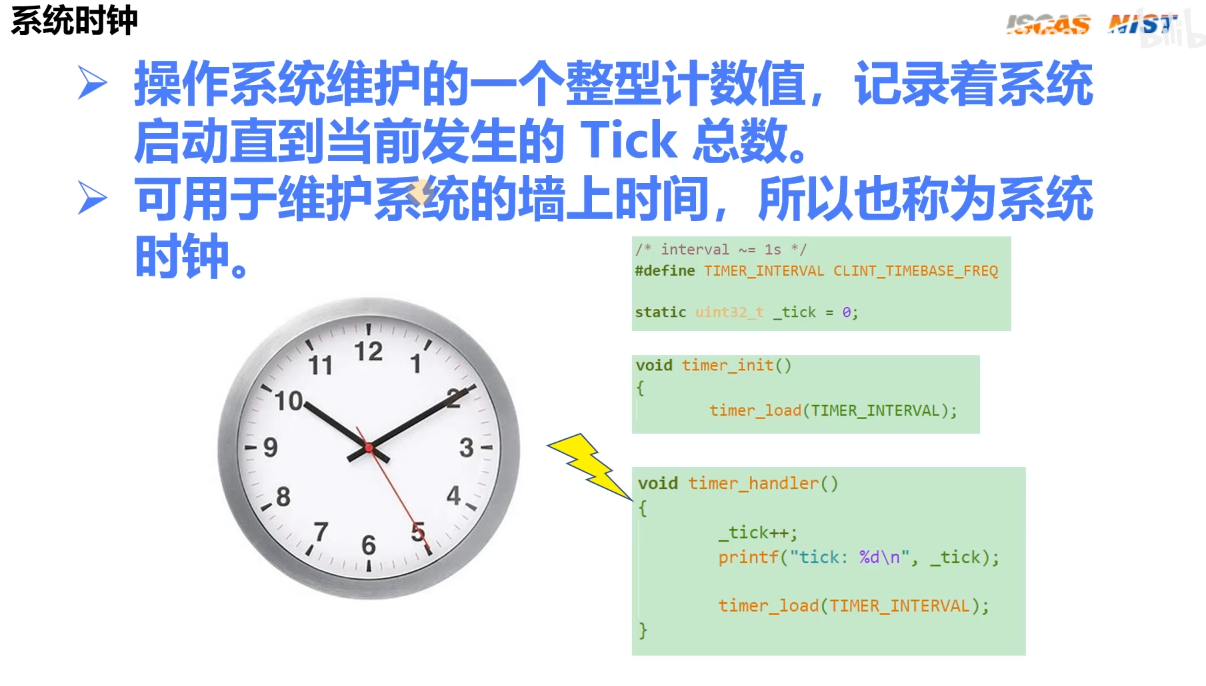 系统时钟
ISCAS MIST
bilibili
操作系统维护的一个整型计数值，记录着系统
启动直到当前发生的 Tick 总数。
可用于维护系统的墙上时间，所以也称为系统
时钟。
/* interval ~= 1s */
#define TIMER_INTERVAL CLINT_TIMEBASE_FREQ
static uint32_t _tick = 0;
void timer_init()
{
timer_load(TIMER_INTERVAL);
void timer_handler()
{
_tick++;
printf("tick: %d\n", _tick);
timer_load(TIMER_INTERVAL);
}
12
11
1
10
2
9
3
8
4
7
5
6